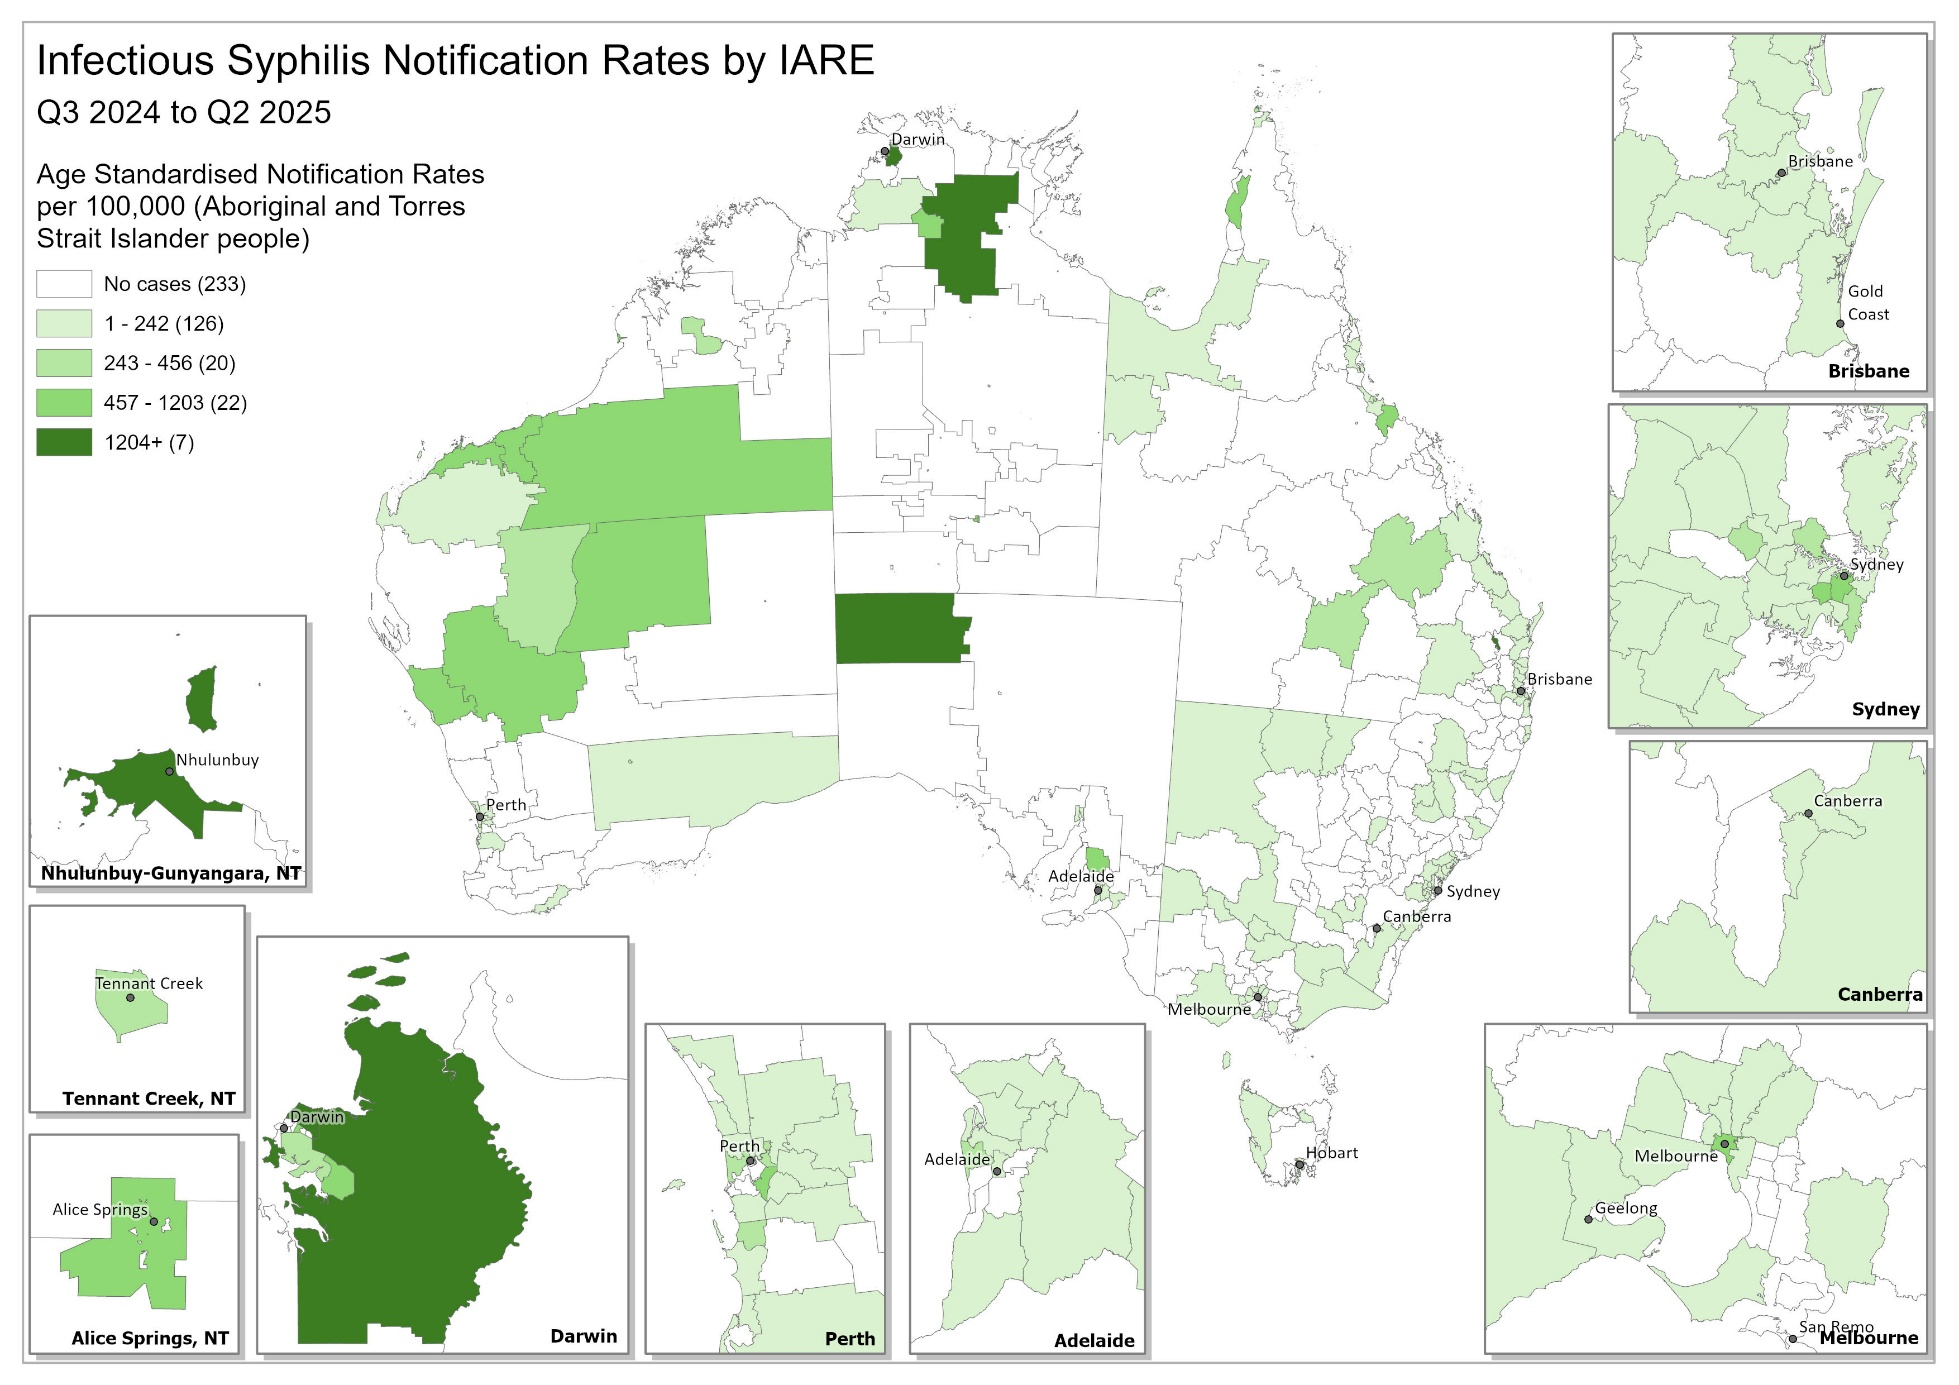 Infectious Syphilis Notification Rates by IARE
Q3 2024 to Q2 2025
Age Standardised Notification Rates
per 100,000 (Aboriginal and Torres
Strait Islander people)
No cases (233)
1 - 242 (126)
243 - 456 (20)
457 - 1203 (22)
1204+ (7)
Darwin
Brisbane
Perth
Adelaide
Sydney
Canberra
Melbourne
Hobart
Brisbane
Gold
Coast
Brisbane
Sydney
Sydney
Canberra
Canberra
Melbourne
Geelong
San Remo
Melbourne
Nhulunbuy
Nhulunbuy-Gunyangara, NT
Tennant Creek
Tennant Creek, NT
Alice Springs
Alice Springs, NT
Darwin
Darwin
Perth
Perth
Adelaide
Adelaide